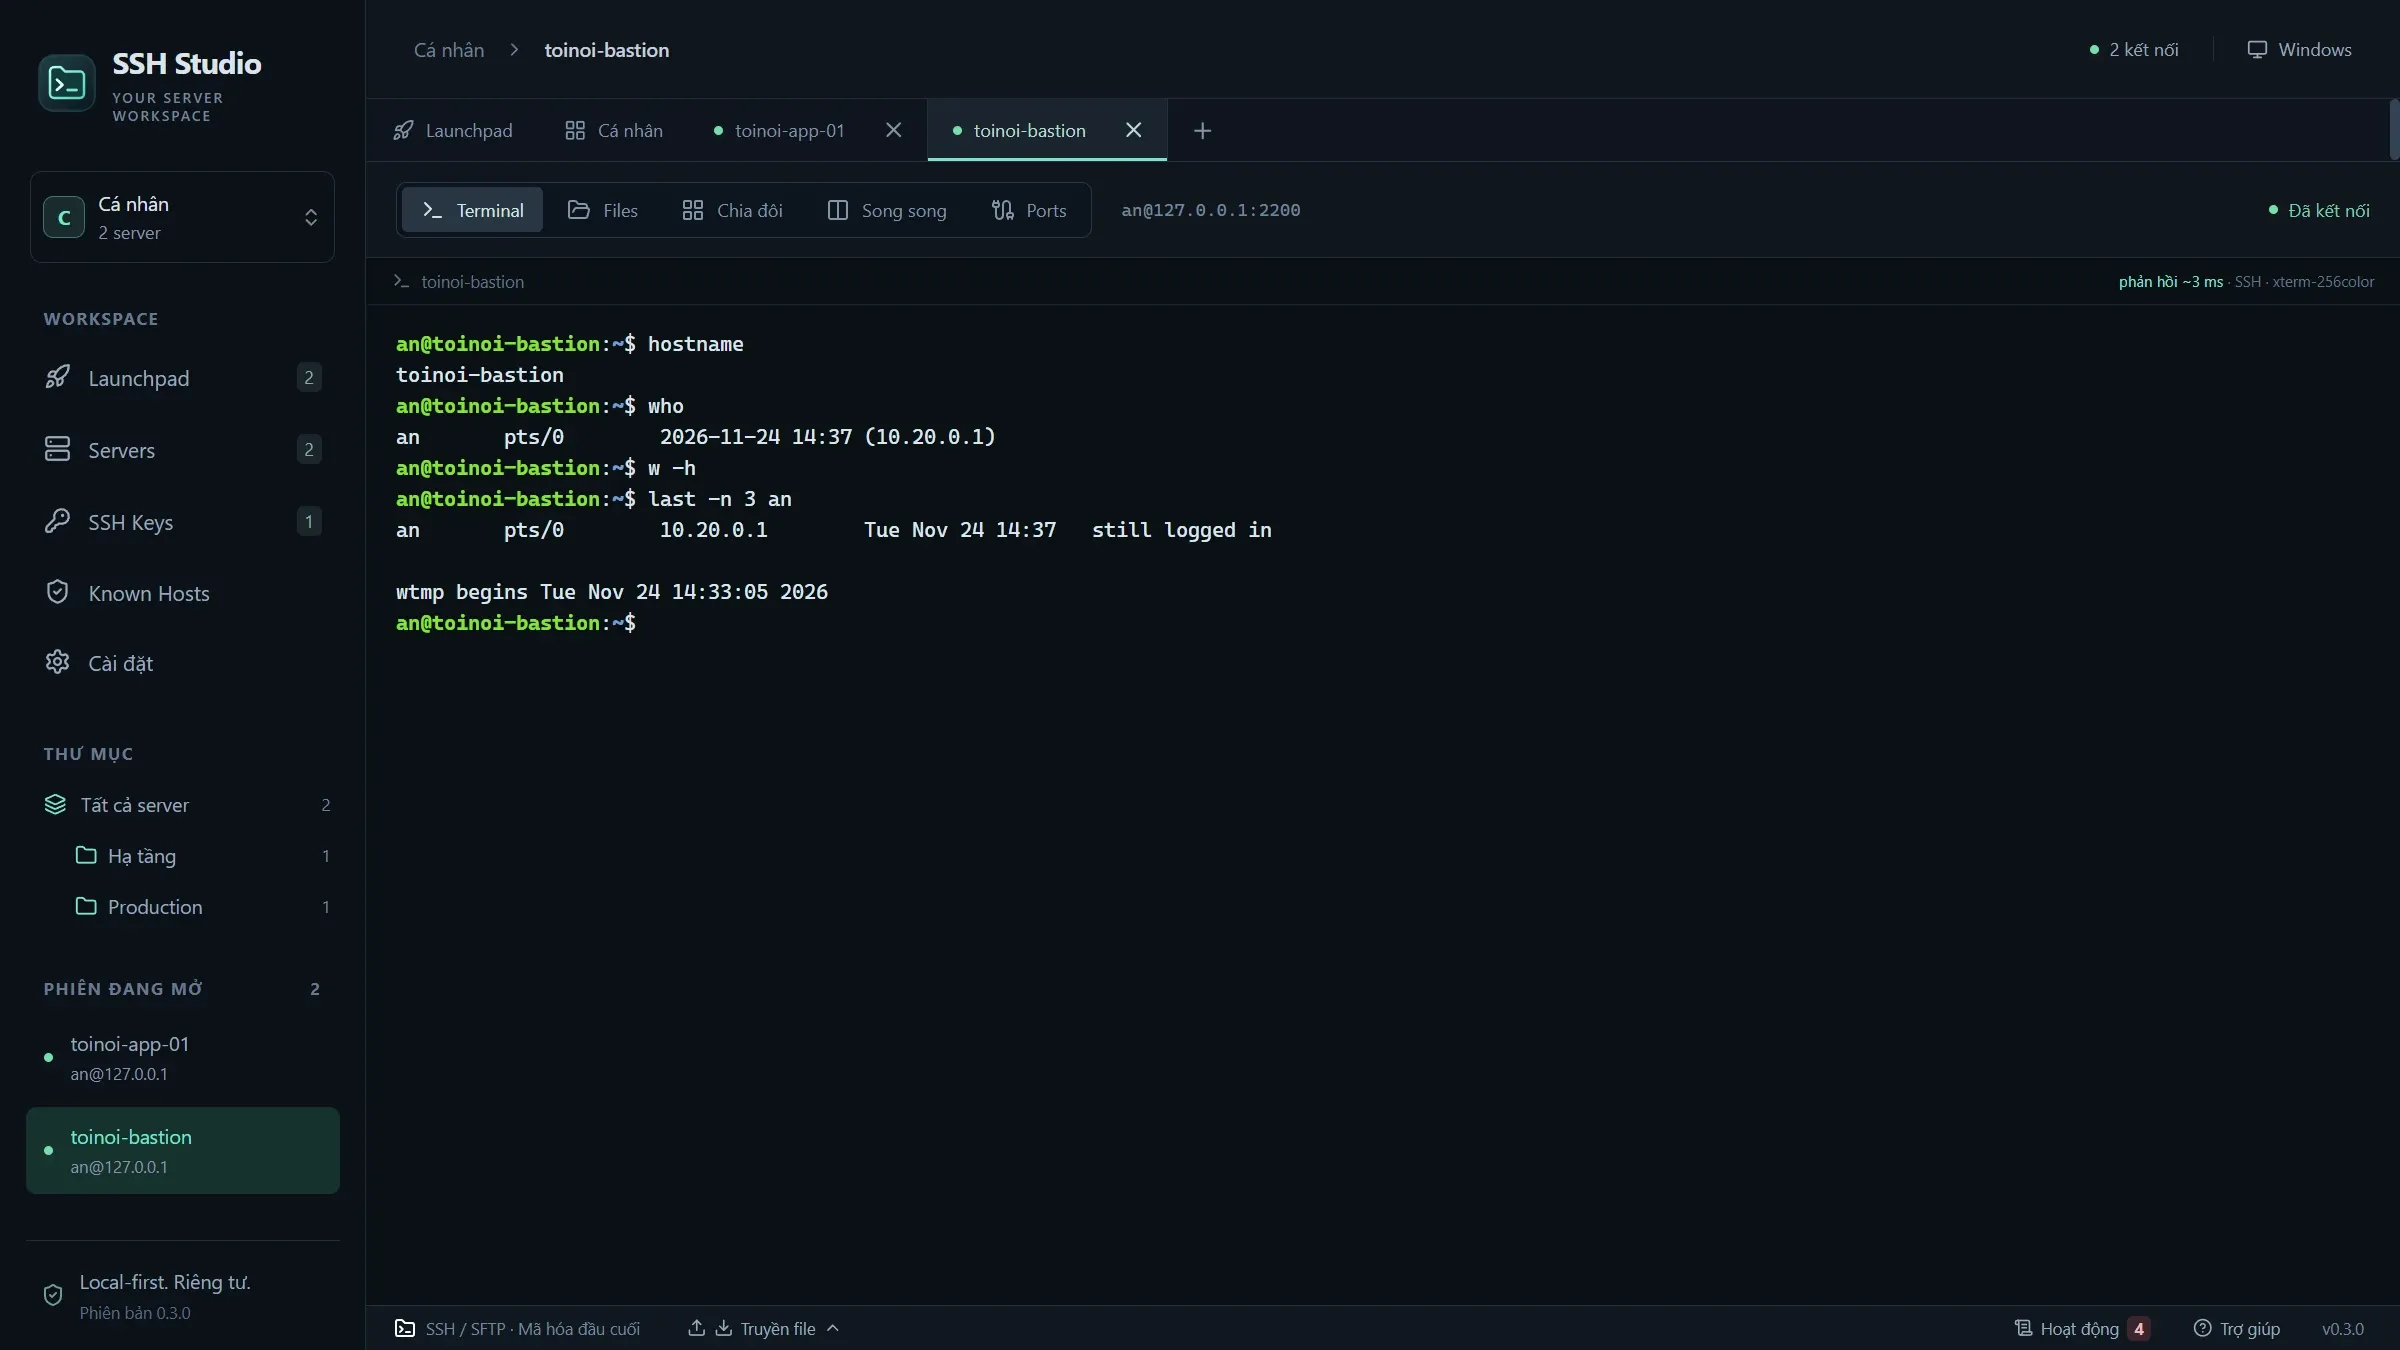 SSH Studio
YOUR SERVER
WORKSPACE
C
Cá nhân
2 server
WORKSPACE
Launchpad 2
Servers 2
SSH Keys 1
Known Hosts
Cài đặt
THƯ MỤC
Tất cả server 2
Hạ tầng 1
Production 1
PHIÊN ĐANG MỞ 2
toinoi-app-01
an@127.0.0.1
toinoi-bastion
an@127.0.0.1
Local-first. Riêng tư.
Phiên bản 0.3.0
Cá nhân > toinoi-bastion
2 kết nối
Windows
Launchpad
Cá nhân
toinoi-app-01
toinoi-bastion
Terminal
Files
Chia đôi
Song song
Ports
an@127.0.0.1:2200
Đã kết nối
toinoi-bastion
phản hồi ~3 ms · SSH · xterm-256color
an@toinoi-bastion:~$ hostname
toinoi-bastion
an@toinoi-bastion:~$ who
an       pts/0        2026-11-24 14:37 (10.20.0.1)
an@toinoi-bastion:~$ w -h
an@toinoi-bastion:~$ last -n 3 an
an       pts/0        10.20.0.1        Tue Nov 24 14:37   still logged in
wtmp begins Tue Nov 24 14:33:05 2026
an@toinoi-bastion:~$
SSH / SFTP · Mã hóa đầu cuối
Truyền file
Hoạt động 4
Trợ giúp
v0.3.0